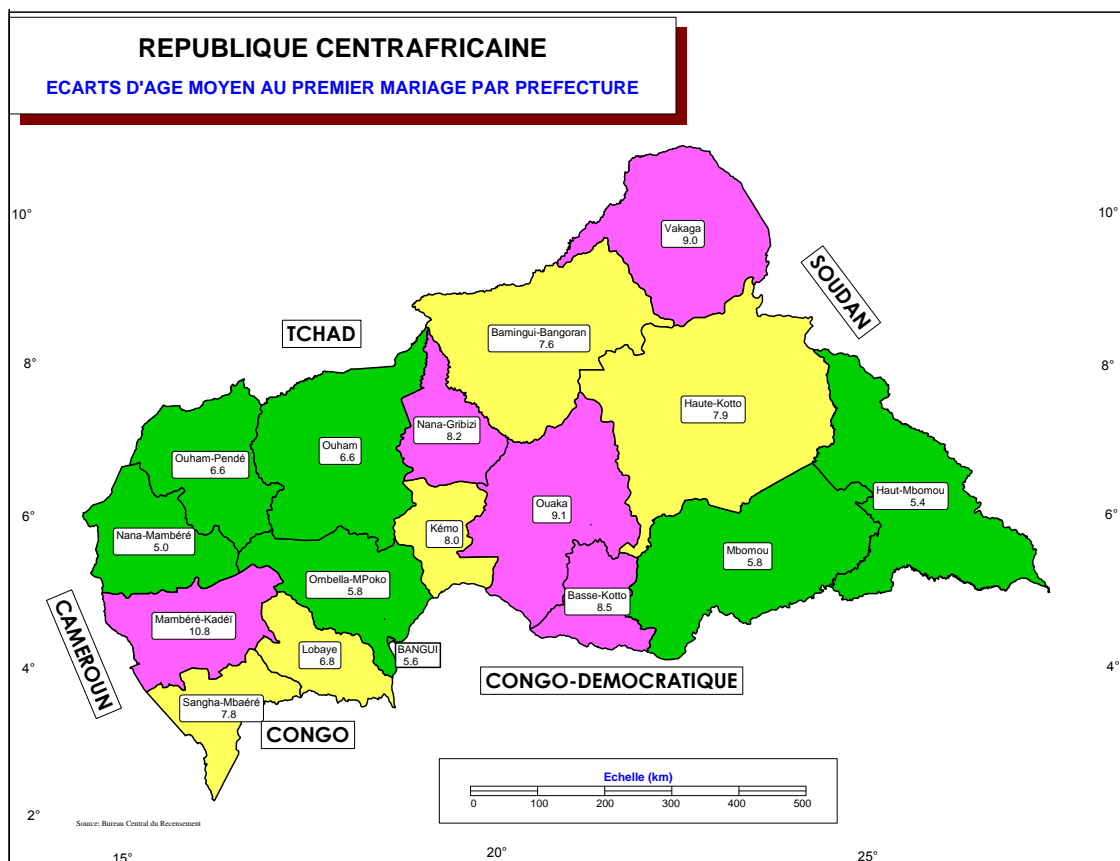 REPUBLIQUE CENTRAFRICAINE
ECARTS D'AGE MOYEN AU PREMIER MARIAGE PAR PREFECTURE
10°
10°
Vakaga
9.0
SOUDAN
TCHAD
Bamingui-Bangoran
7.6
8°
8°
Haute-Kotto
7.9
Nana-Gribizi
8.2
Ouham
6.6
Ouham-Pendé
6.6
Haut-Mbomou
5.4
Ouaka
9.1
6°
6°
Kémo
8.0
Nana-Mambéré
5.0
Mbomou
5.8
Ombella-MPoko
5.8
Basse-Kotto
8.5
CAMEROUN
Mambéré-Kadéï
10.8
Lobaye
6.8
BANGUI
5.6
4°
4°
CONGO-DEMOCRATIQUE
Sangha-Mbaéré
7.8
CONGO
Echelle (km)
0 100 200 300 400 500
2°
Source: Bureau Central du Recensement
15°
20°
25°